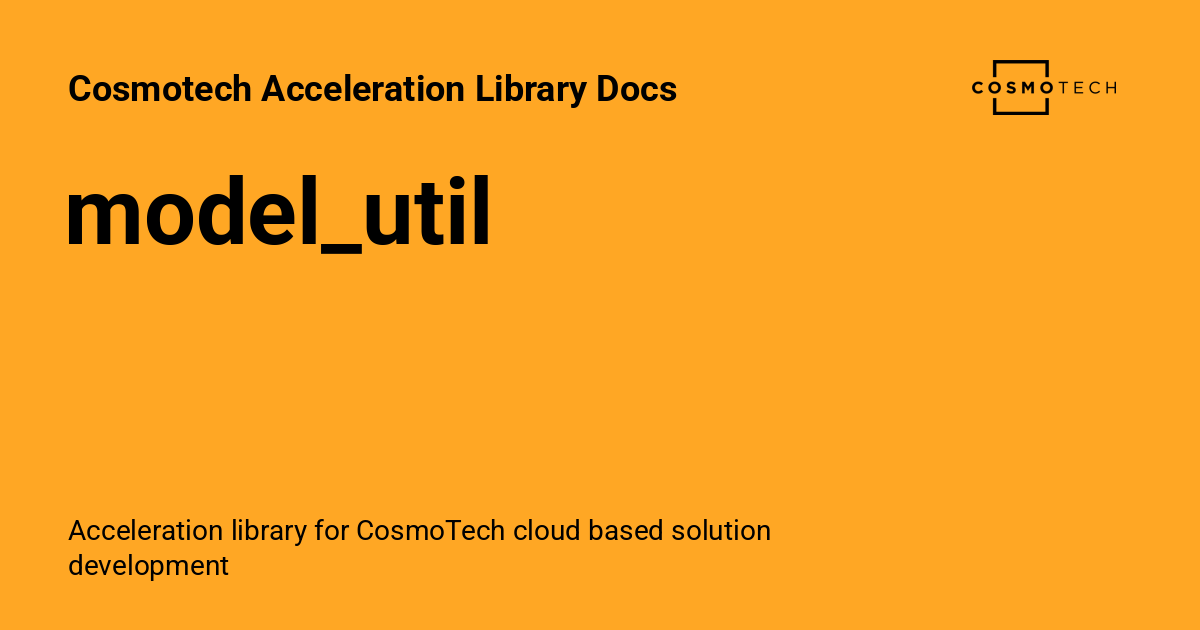 Cosmotech Acceleration Library Docs
COSMOTECH
model_util
Acceleration library for CosmoTech cloud based solution
development